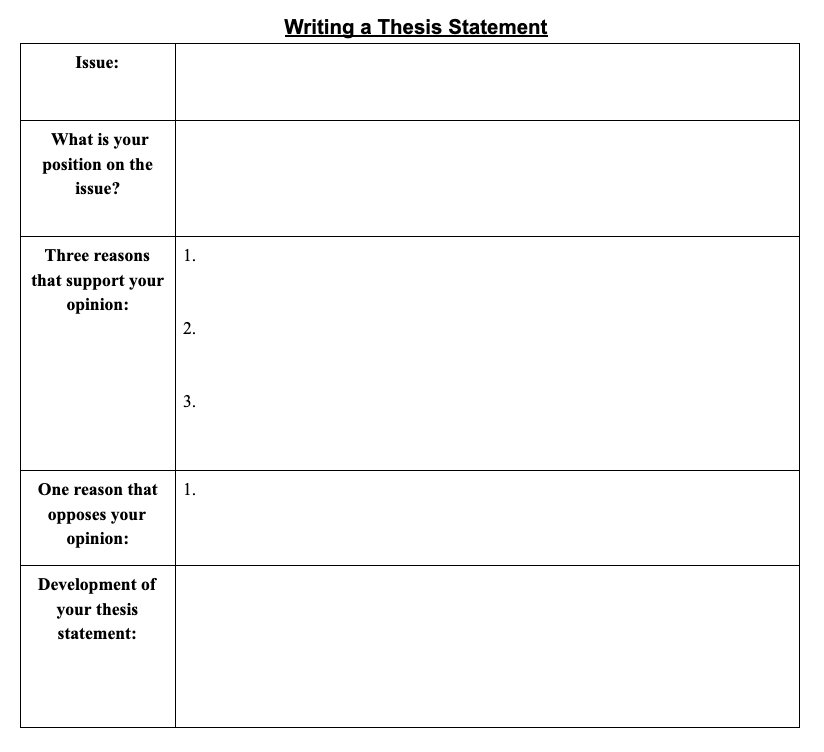 Writing a Thesis Statement
Issue:
What is your
position on the
issue?
Three reasons
that support your
opinion:
1.
2.
3.
One reason that
opposes your
opinion:
1.
Development of
your thesis
statement: